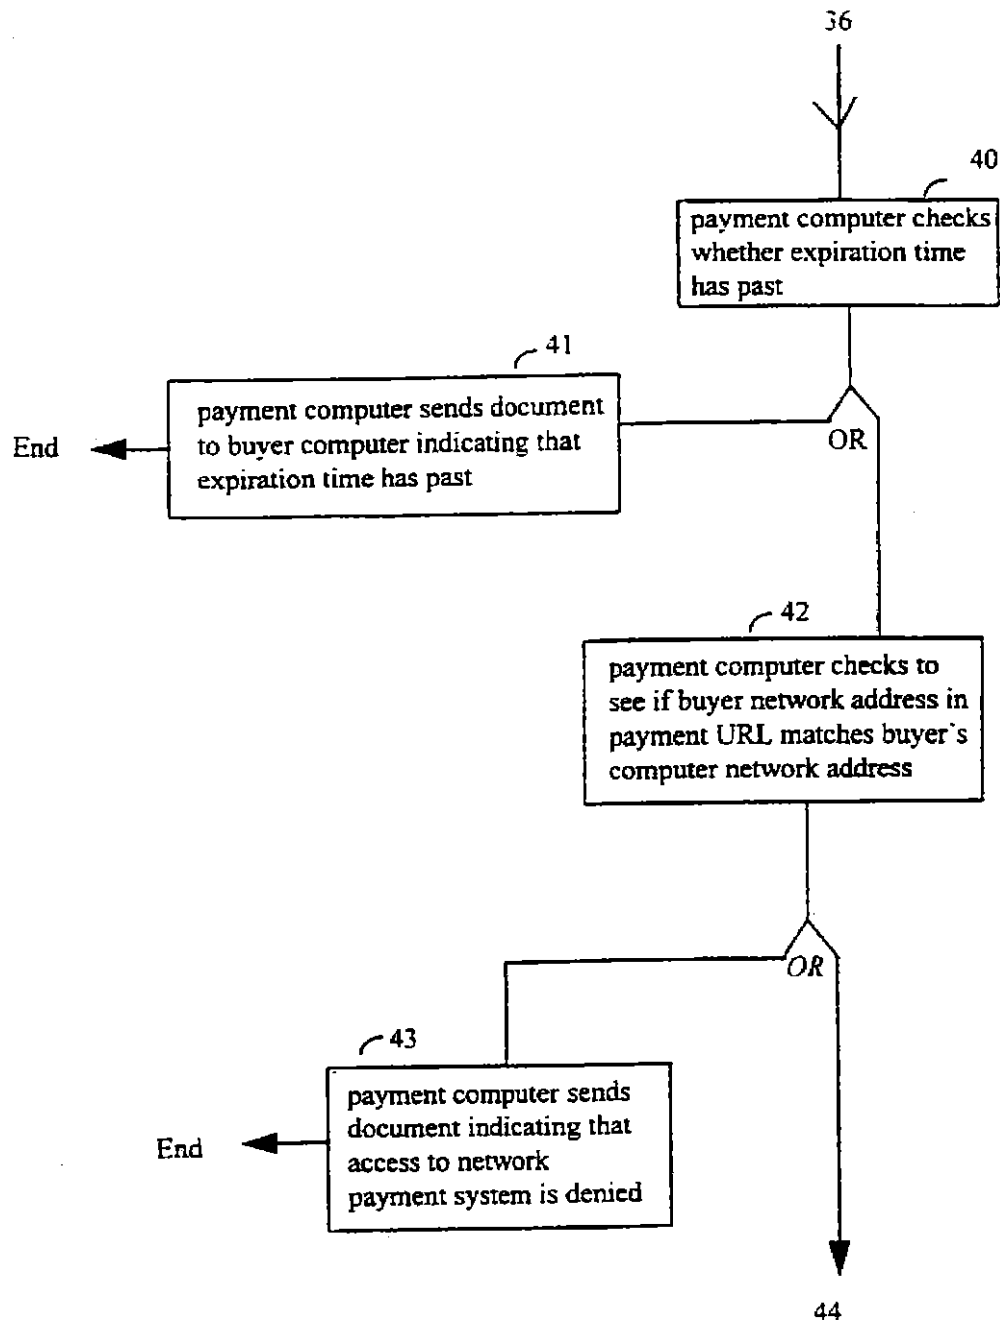 36
40
payment computer checks
whether expiration time
has past
41
payment computer sends document
to buyer computer indicating that
expiration time has past
End
OR
42
payment computer checks to
see if buyer network address in
payment URL matches buyer's
computer network address
OR
43
payment computer sends
document indicating that
access to network
payment system is denied
End
44